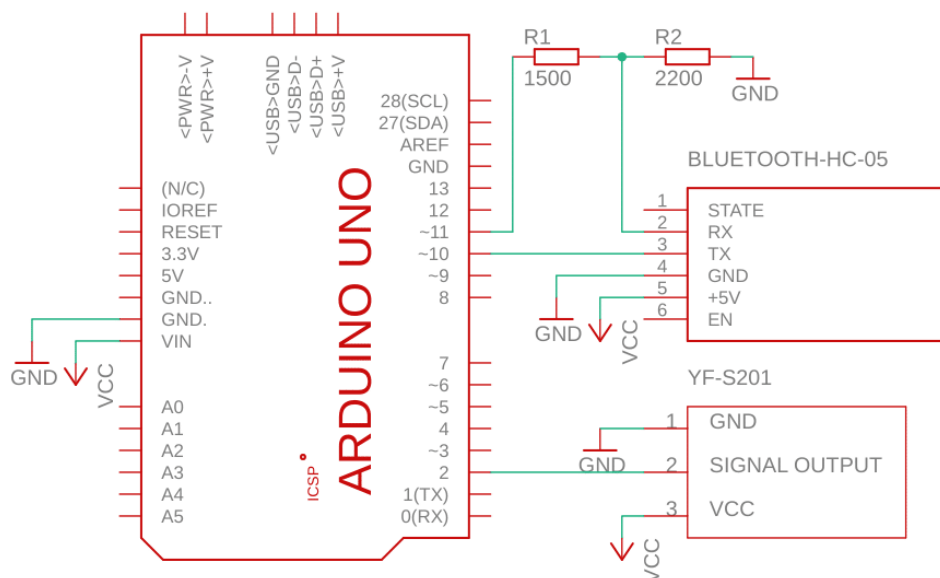 <PWR>-V
<PWR>+V
<USB>GND
<USB>D-
<USB>D+
<USB>+V
28(SCL)
27(SDA)
AREF
GND
13
12
~11
~10
~9
8
7
~6
~5
4
~3
2
1(TX)
0(RX)
(N/C)
IOREF
RESET
3.3V
5V
GND..
GND.
VIN
A0
A1
A2
A3
A4
A5
ICSP
ARDUINO UNO
GND
VCC
R1
1500
R2
2200
GND
BLUETOOTH-HC-05
1 STATE
2 RX
3 TX
4 GND
5 +5V
6 EN
GND
VCC
YF-S201
1 GND
2 SIGNAL OUTPUT
3 VCC
GND
VCC